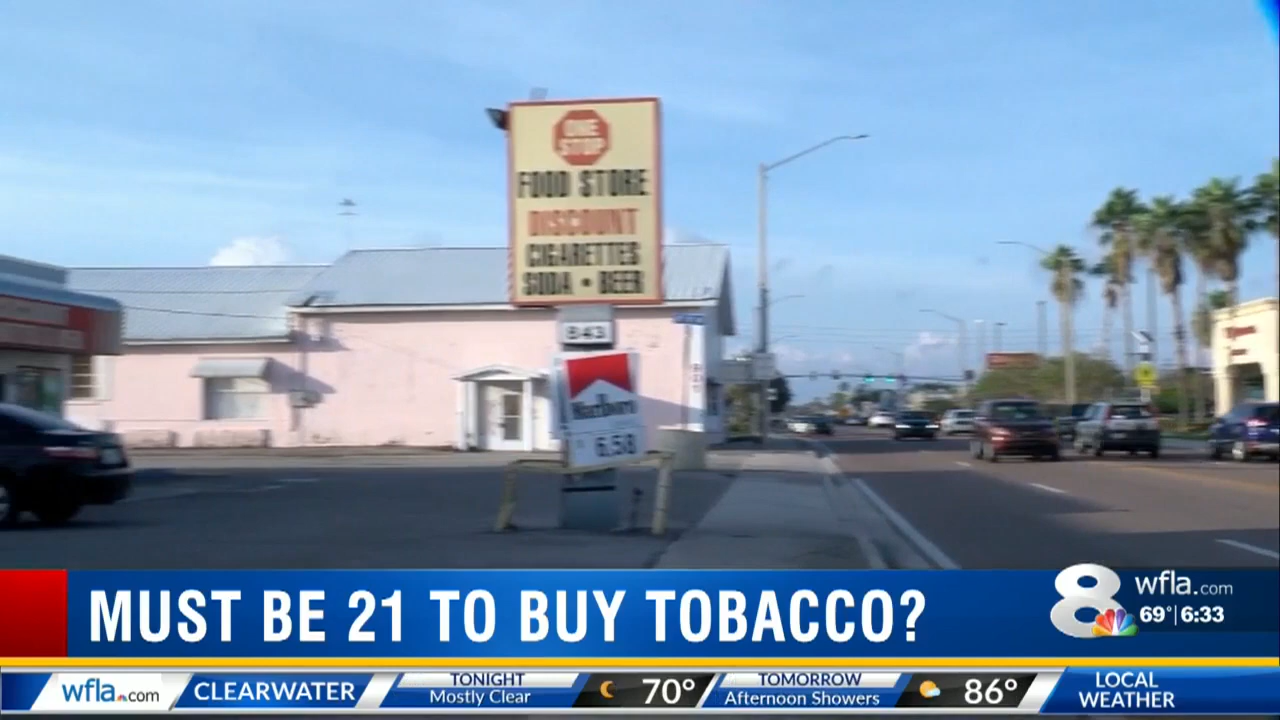 ONE
STOP
FOOD STORE
DISCOUNT
CIGARETTES
SODA • BEER
843
Marlboro
6.58
MUST BE 21 TO BUY TOBACCO?
8 wfla.com
69° 6:33
wfla.com CLEARWATER TONIGHT Mostly Clear 70° TOMORROW Afternoon Showers 86° LOCAL WEATHER